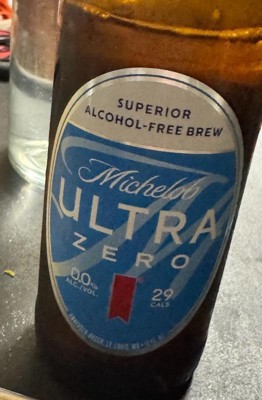 SUPERIOR
ALCOHOL-FREE BREW
Michelob
ULTRA
ZERO
0.0%
ALC./VOL.
29
CALS